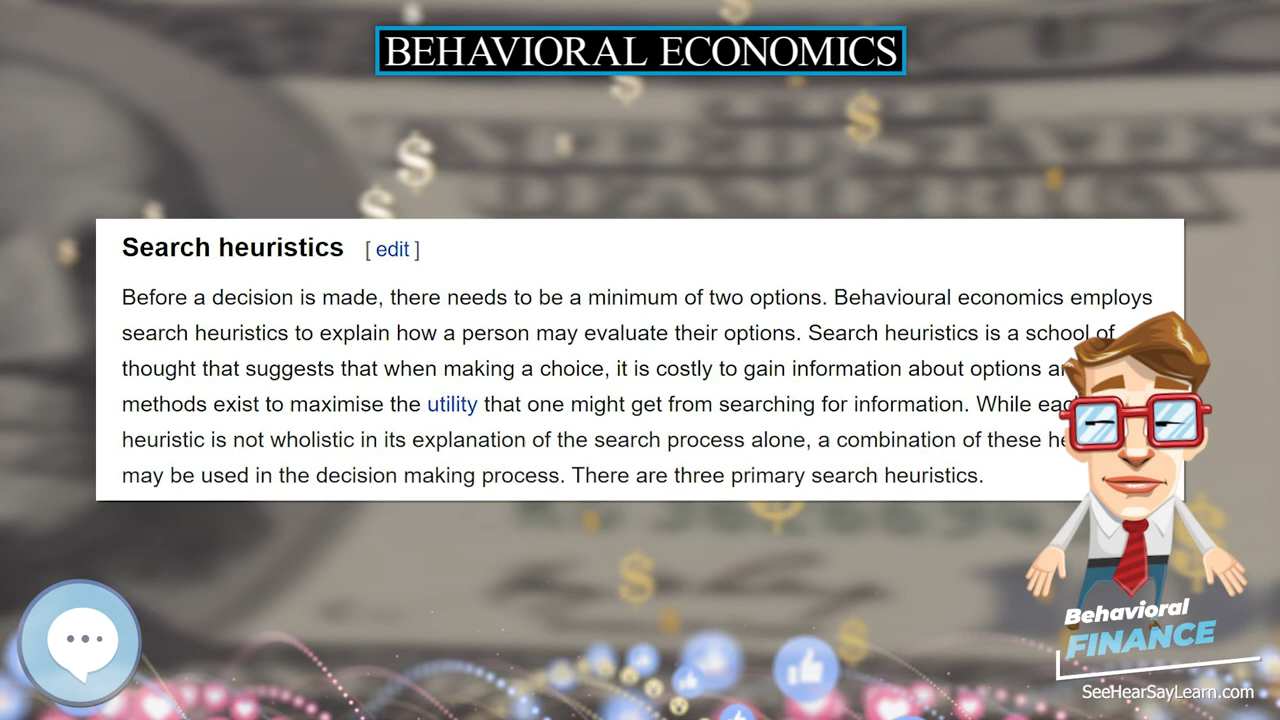 BEHAVIORAL ECONOMICS
Search heuristics [ edit ]
Before a decision is made, there needs to be a minimum of two options. Behavioural economics employs
search heuristics to explain how a person may evaluate their options. Search heuristics is a school of
thought that suggests that when making a choice, it is costly to gain information about options
methods exist to maximise the utility that one might get from searching for information. While
heuristic is not wholistic in its explanation of the search process alone, a combination of these
may be used in the decision making process. There are three primary search heuristics.
Behavioral
FINANCE
SeeHearSayLearn.com